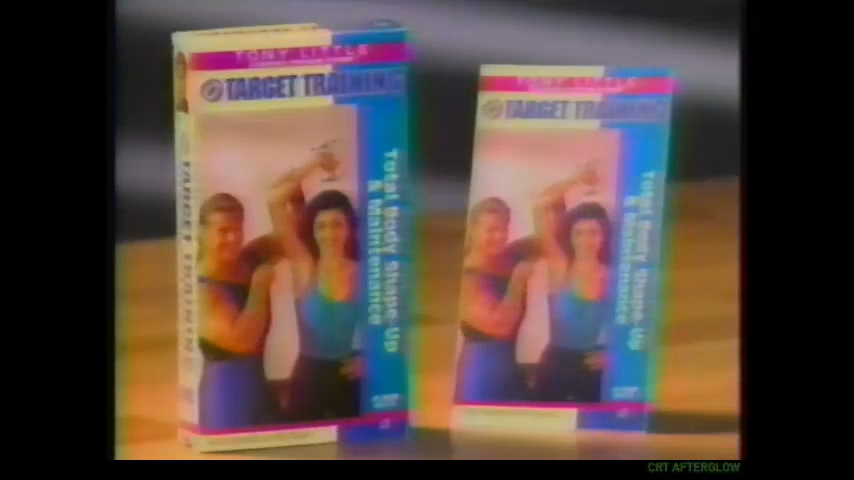 TONY LITTLE
TARGET TRAINING
Total Body Shape-Up
& Maintenance
TARGET TRAINING
TONY LITTLE
TARGET TRAINING
Total Body Shape-Up
& Maintenance
CRT AFTERGLOW